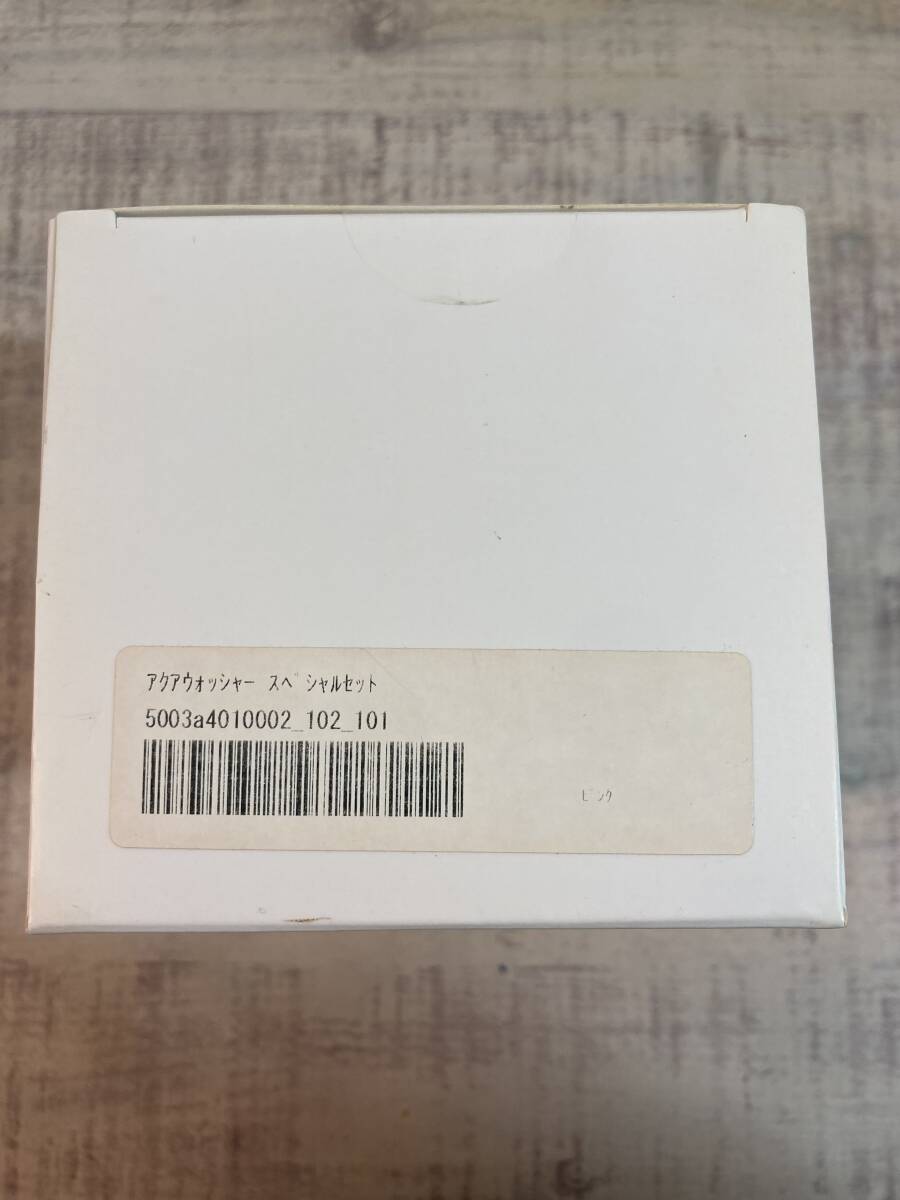 ｱｸｱｳｫｯｼｬｰ ｽﾍﾟｼｬﾙｾｯﾄ
5003a4010002_102_101
ﾋﾟﾝｸ